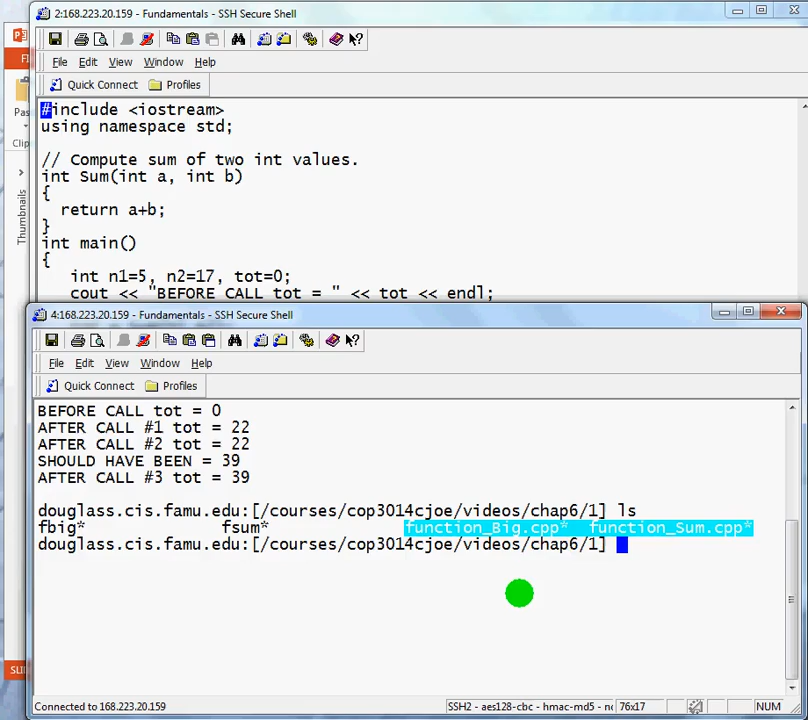 2:168.223.20.159 - Fundamentals - SSH Secure Shell
File Edit View Window Help
Quick Connect Profiles
Pas
Clip
Thumbnails
#include <iostream>
using namespace std;
// Compute sum of two int values.
int Sum(int a, int b)
{
return a+b;
}
int main()
{
int n1=5, n2=17, tot=0;
cout << "BEFORE CALL tot = " << tot << endl;
4:168.223.20.159 - Fundamentals - SSH Secure Shell
File Edit View Window Help
Quick Connect Profiles
BEFORE CALL tot = 0
AFTER CALL #1 tot = 22
AFTER CALL #2 tot = 22
SHOULD HAVE BEEN = 39
AFTER CALL #3 tot = 39
douglass.cis.famu.edu:[/courses/cop3014cjoe/videos/chap6/1] ls
fbig* fsum* function_Big.cpp* function_Sum.cpp*
douglass.cis.famu.edu:[/courses/cop3014cjoe/videos/chap6/1]
SLID
Connected to 168.223.20.159 SSH2 - aes128-cbc - hmac-md5 - nc 76x17 NUM